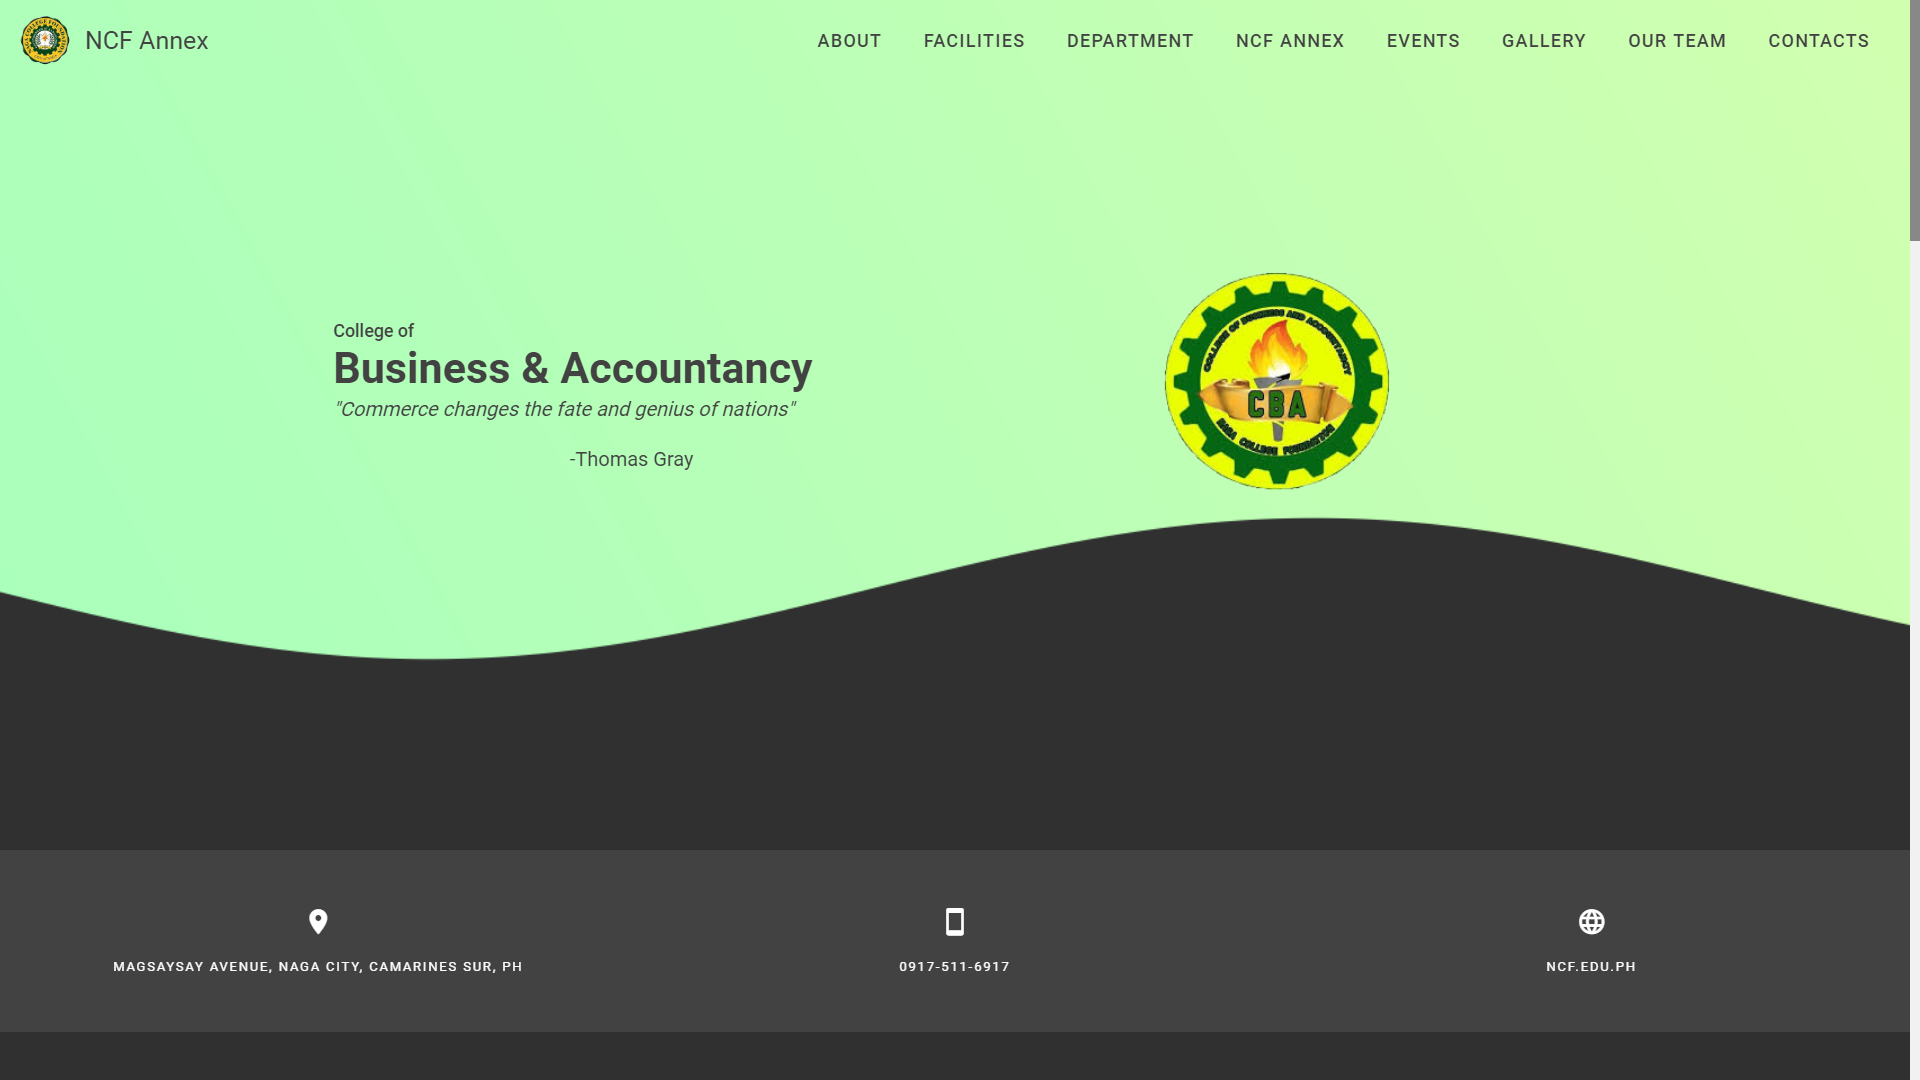 NCF Annex
ABOUT
FACILITIES
DEPARTMENT
NCF ANNEX
EVENTS
GALLERY
OUR TEAM
CONTACTS
College of
Business & Accountancy
"Commerce changes the fate and genius of nations"
-Thomas Gray
COLLEGE OF BUSINESS AND ACCOUNTANCY
CBA
NAGA COLLEGE FOUNDATION
MAGSAYSAY AVENUE, NAGA CITY, CAMARINES SUR, PH
0917-511-6917
NCF.EDU.PH